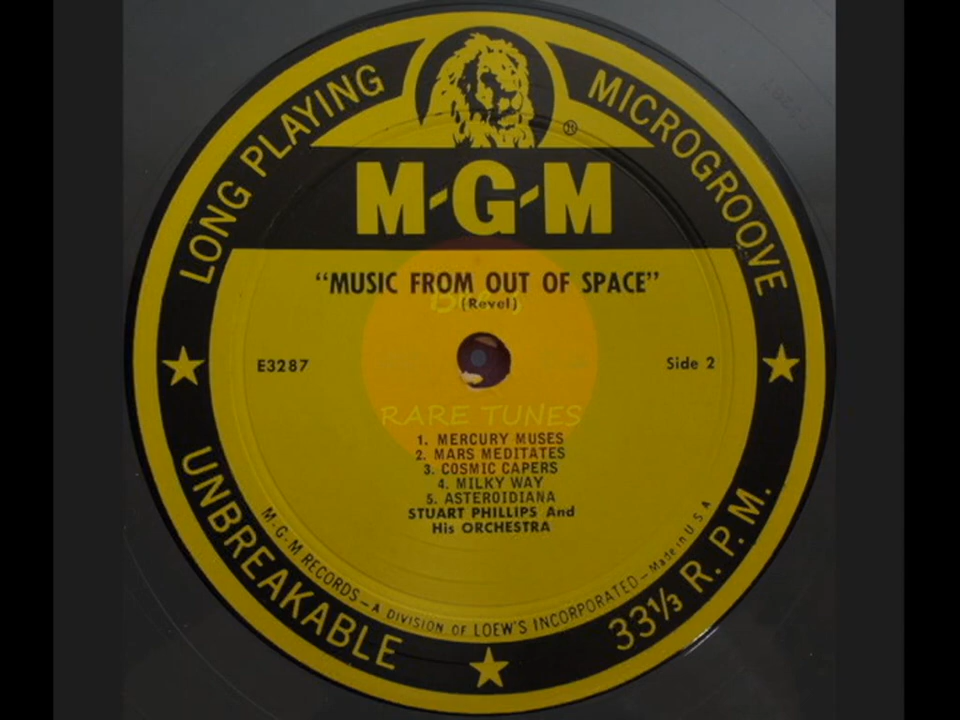 LONG PLAYING
MICROGROOVE
M-G-M
"MUSIC FROM OUT OF SPACE"
(Revel)
E3287
Side 2
RARE TUNES
1. MERCURY MUSES
2. MARS MEDITATES
3. COSMIC CAPERS
4. MILKY WAY
5. ASTEROIDIANA
STUART PHILLIPS And
His ORCHESTRA
M-G-M RECORDS - A DIVISION OF LOEW'S INCORPORATED - Made in U.S.A
UNBREAKABLE
33⅓ R. P. M.